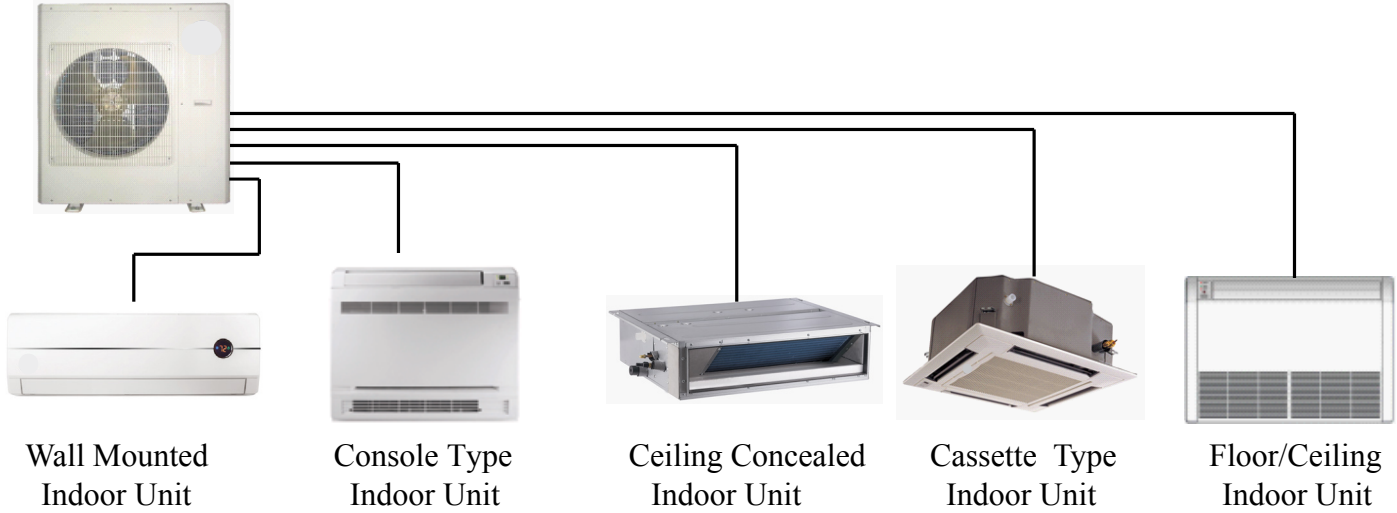 Wall Mounted
Indoor Unit
Console Type
Indoor Unit
Ceiling Concealed
Indoor Unit
Cassette Type
Indoor Unit
Floor/Ceiling
Indoor Unit